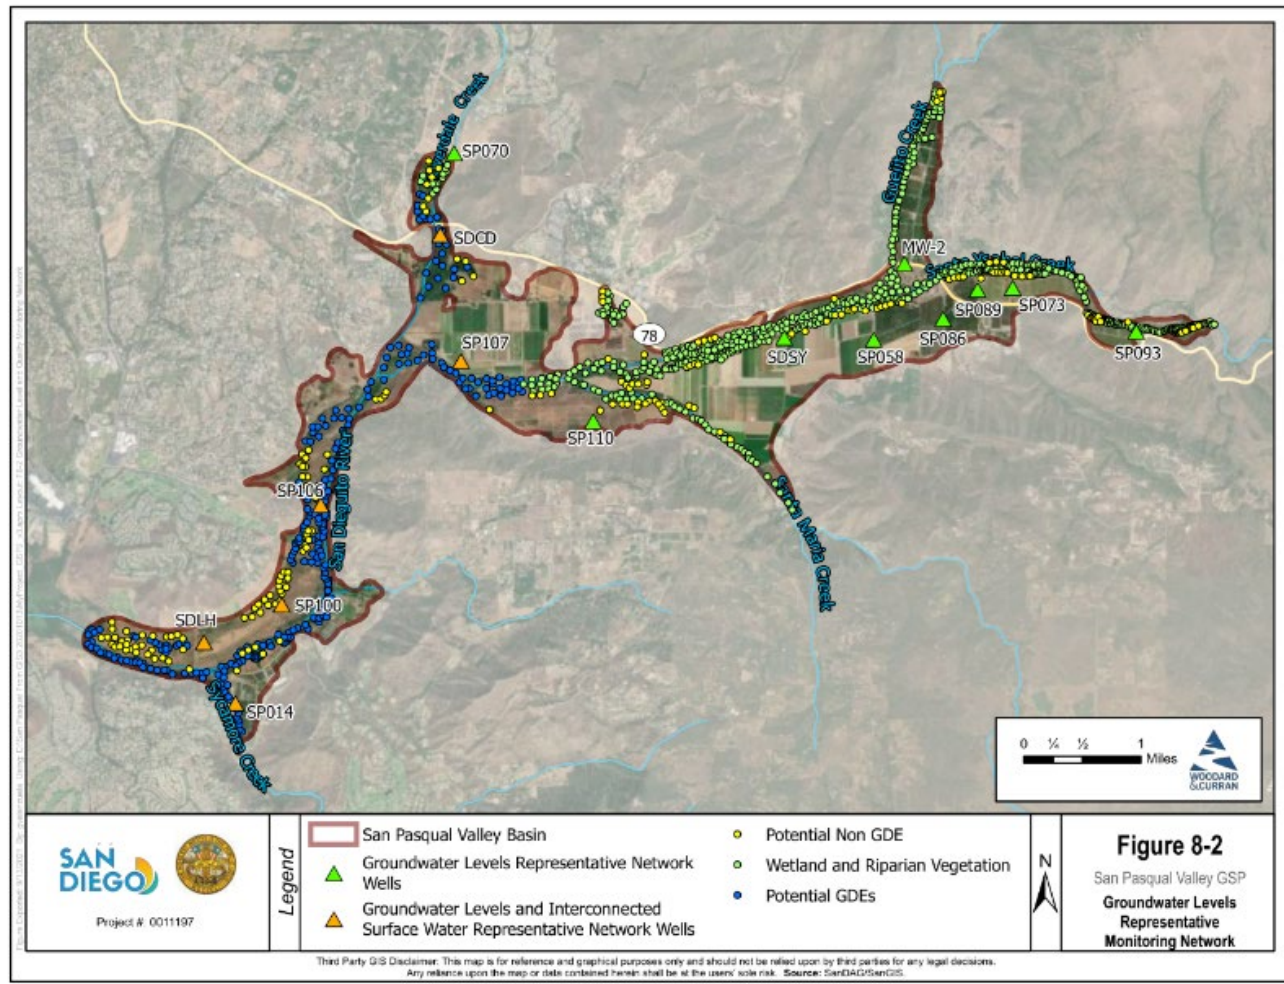 Creek
SP070
Guejito Creek
SDCD
MW-2
Santa Ysabel Creek
SP089
SP073
78
SP107
SDSY
SP058
SP086
SP093
SP110
SP106
San Dieguito River
Santa Maria Creek
SP100
SDLH
SP014
Sycamore Creek
0 ¼ ½ 1
Miles
WOODARD
&CURRAN
SAN
DIEGO
Project #: 0011197
Legend
San Pasqual Valley Basin
Groundwater Levels Representative Network
Wells
Groundwater Levels and Interconnected
Surface Water Representative Network Wells
Potential Non GDE
Wetland and Riparian Vegetation
Potential GDEs
N
Figure 8-2
San Pasqual Valley GSP
Groundwater Levels
Representative
Monitoring Network
Third Party GIS Disclaimer: This map is for reference and graphical purposes only and should not be relied upon by third parties for any legal decisions.
Any reliance upon the map or data contained herein shall be at the users' sole risk. Source: SanDAG/SanGIS.